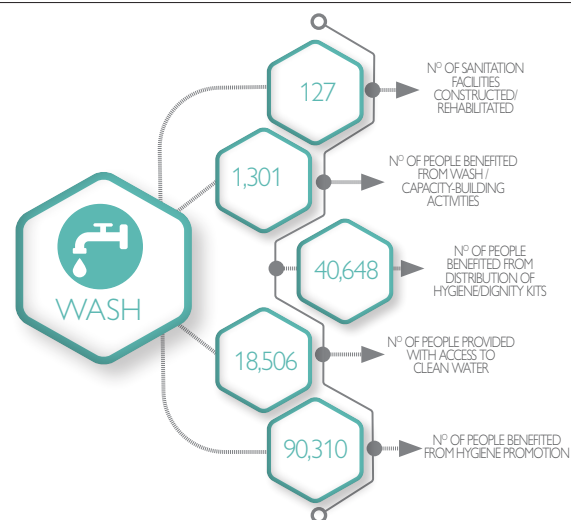 127
Nº OF SANITATION
FACILITIES
CONSTRUCTED/
REHABILITATED
1,301
Nº OF PEOPLE BENEFITED
FROM WASH /
CAPACITY-BUILDING
ACTIVITIES
WASH
40,648
Nº OF PEOPLE
BENEFITED FROM
DISTRIBUTION OF
HYGIENE/DIGNITY KITS
18,506
Nº OF PEOPLE PROVIDED
WITH ACCESS TO
CLEAN WATER
90,310
Nº OF PEOPLE BENEFITED
FROM HYGIENE PROMOTION